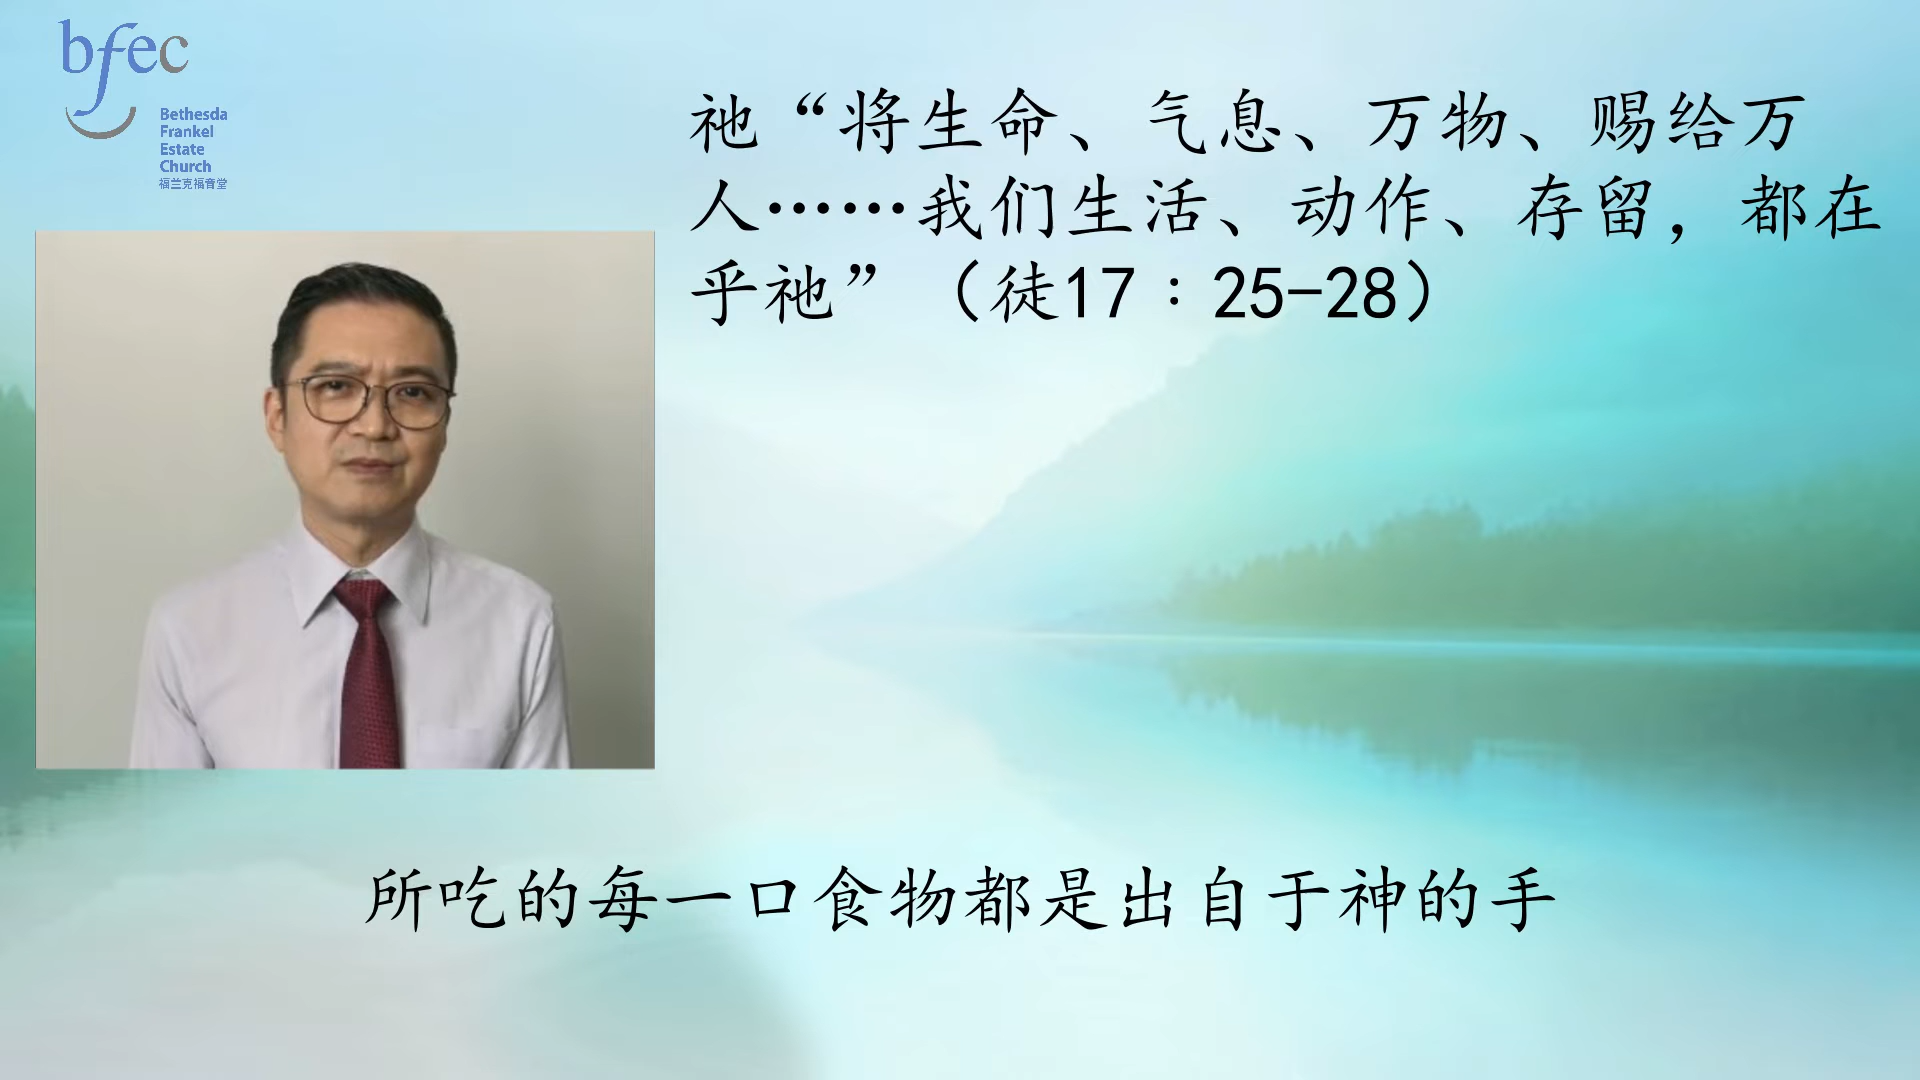 bfec
Bethesda
Frankel
Estate
Church
福兰克福音堂
祂“将生命、气息、万物、赐给万
人……我们生活、动作、存留，都在
乎祂”（徒17：25-28）
所吃的每一口食物都是出自于神的手